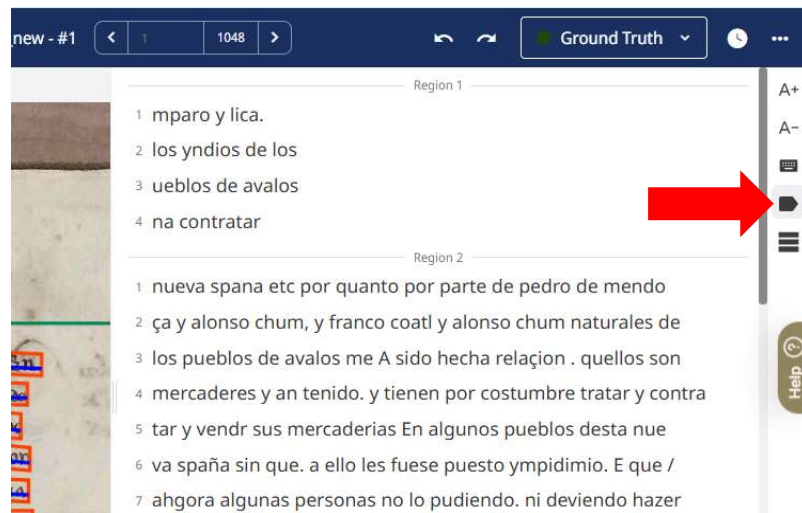 new - #1
1
1048
Ground Truth
A+
A-
Region 1
1 mparo y lica.
2 los yndios de los
3 ueblos de avalos
4 na contratar
Region 2
1 nueva spana etc por quanto por parte de pedro de mendo
2 ça y alonso chum, y franco coatl y alonso chum naturales de
3 los pueblos de avalos me A sido hecha relaçion . quellos son
4 mercaderes y an tenido. y tienen por costumbre tratar y contra
5 tar y vendr sus mercaderias En algunos pueblos desta nue
6 va spaña sin que. a ello les fuese puesto ympidimio. E que /
7 ahgora algunas personas no lo pudiendo. ni deviendo hazer
Help ?